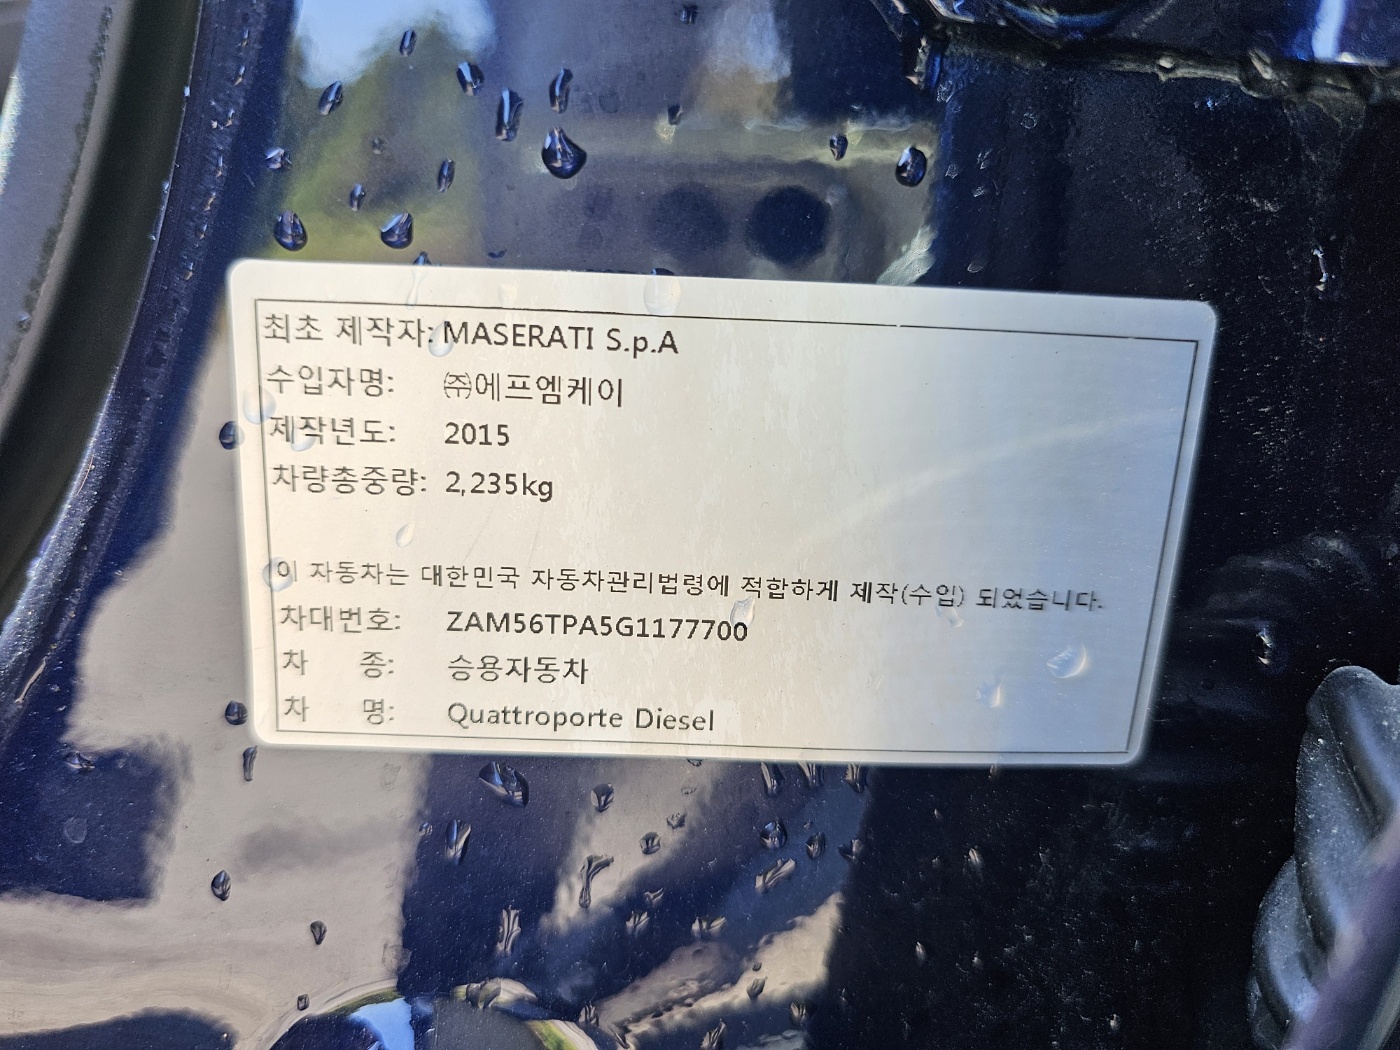 최초 제작자: MASERATI S.p.A
수입자명: ㈜에프엠케이
제작년도: 2015
차량총중량: 2,235kg
이 자동차는 대한민국 자동차관리법령에 적합하게 제작(수입) 되었습니다.
차대번호: ZAM56TPA5G1177700
차 종: 승용자동차
차 명: Quattroporte Diesel